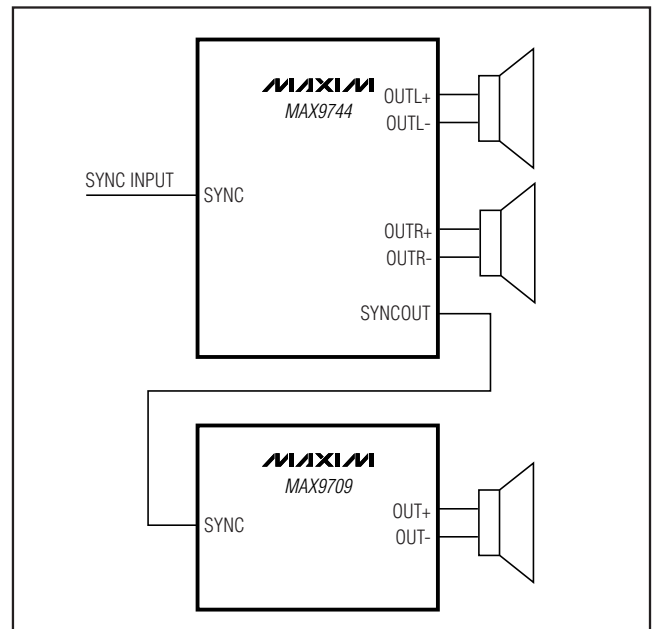 MAXIM
MAX9744
OUTL+
OUTL-
SYNC INPUT
SYNC
OUTR+
OUTR-
SYNCOUT
MAXIM
MAX9709
SYNC
OUT+
OUT-